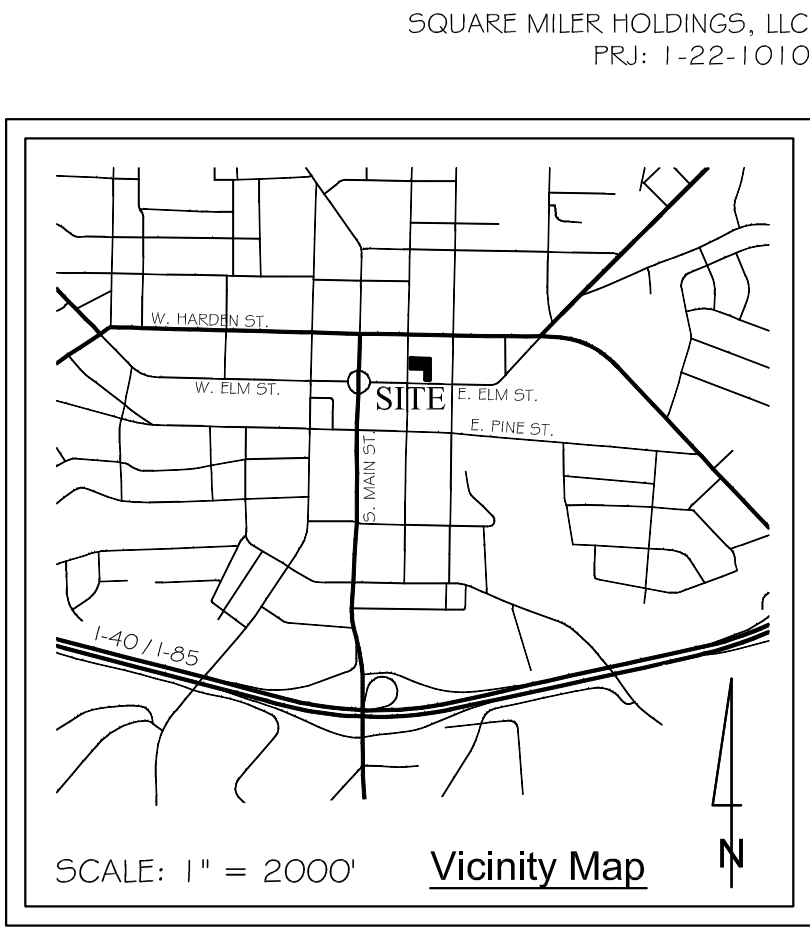 SQUARE MILER HOLDINGS, LLC
PRJ: 1-22-1010
W. HARDEN ST.
W. ELM ST.
SITE
E. ELM ST.
E. PINE ST.
S. MAIN ST.
I-40 / I-85
SCALE: 1" = 2000'
Vicinity Map
N